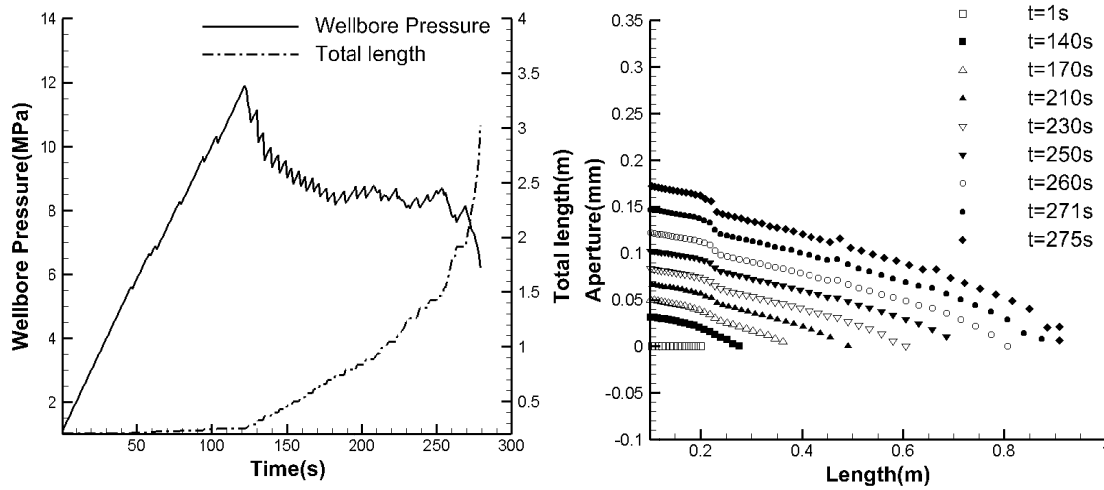 Wellbore Pressure
Total length
14
12
10
8
6
4
2
Wellbore Pressure(MPa)
4
3.5
3
2.5
2
1.5
1
0.5
0.2
Total length(m)
50
100
150
200
250
300
Time(s)
0.35
0.3
0.25
0.2
0.15
0.1
0.05
0
-0.05
-0.1
Aperture(mm)
0.2
0.4
0.6
0.8
1
Length(m)
t=1s
t=140s
t=170s
t=210s
t=230s
t=250s
t=260s
t=271s
t=275s